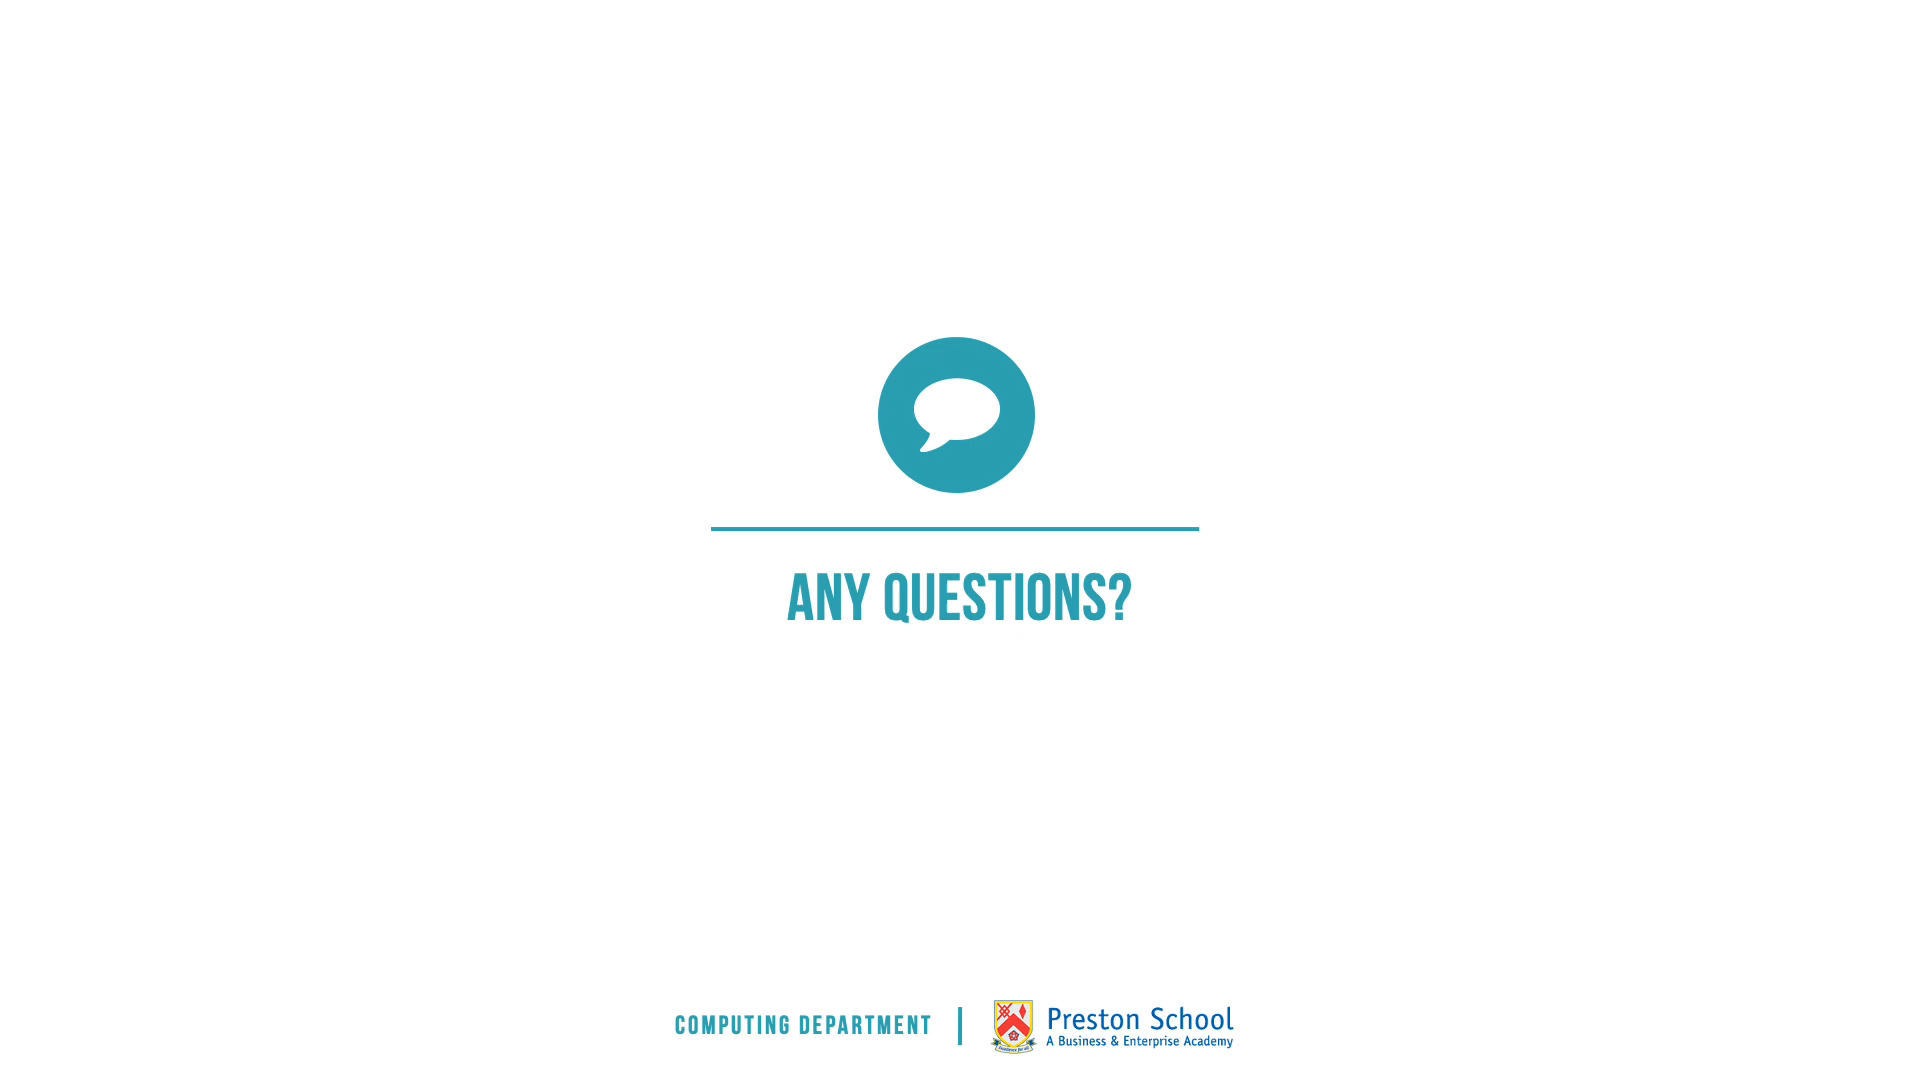 ANY QUESTIONS?
COMPUTING DEPARTMENT
Preston School
A Business & Enterprise Academy